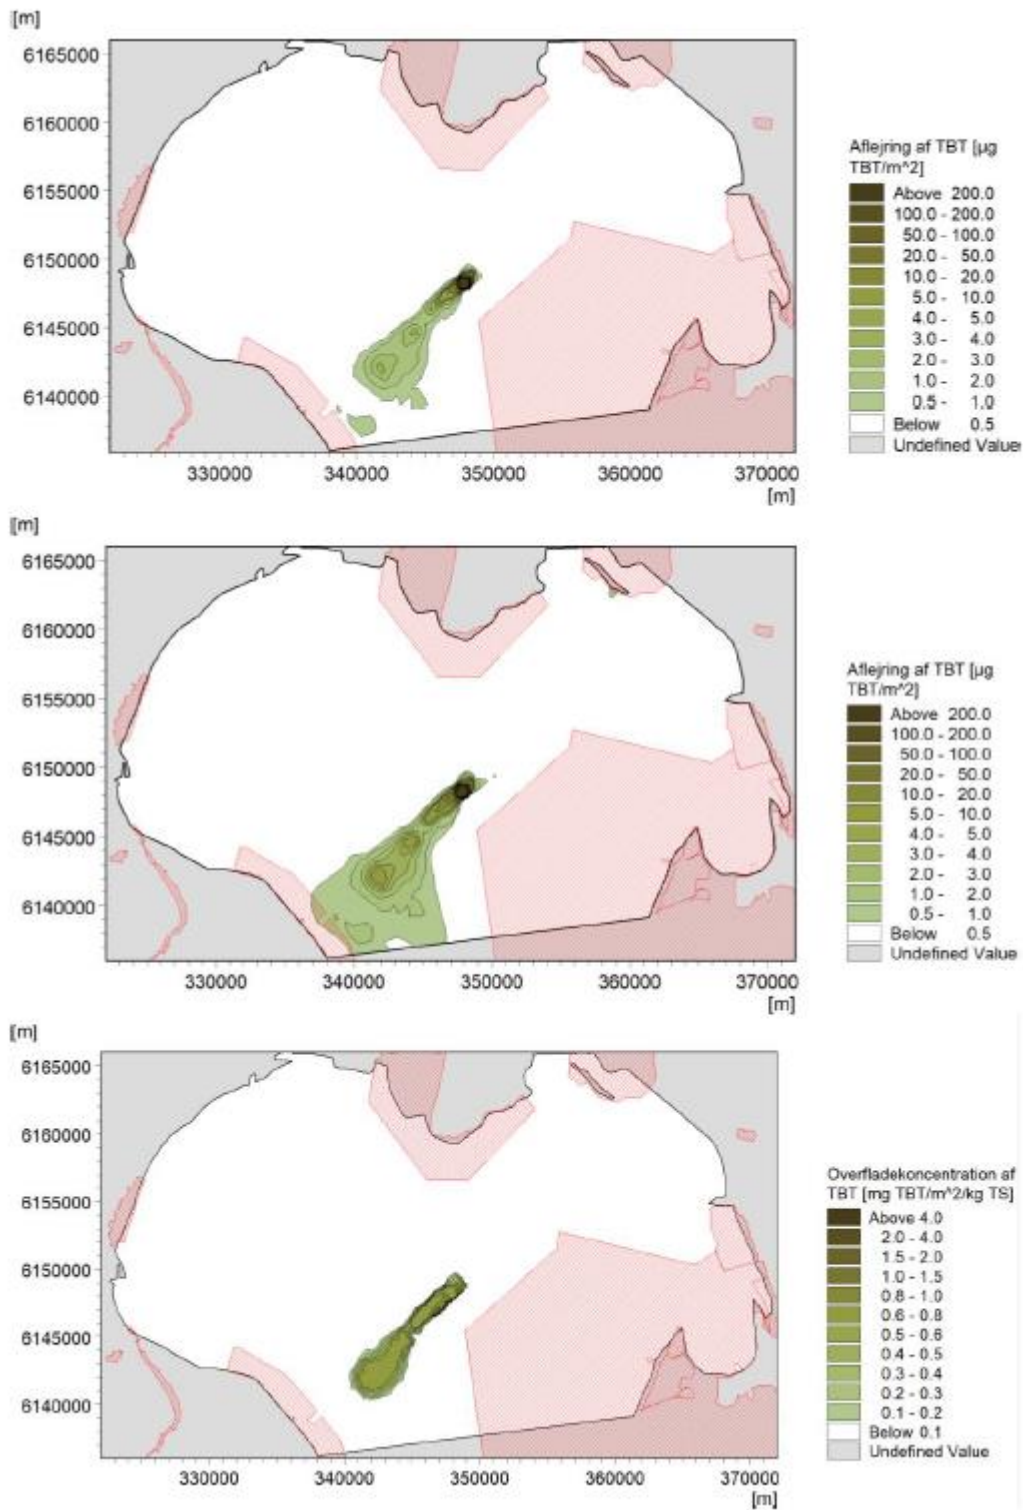 [m]
6165000
6160000
6155000
6150000
6145000
6140000
330000 340000 350000 360000 370000
[m]
Aflejring af TBT [µg
TBT/m^2]
Above 200.0
100.0 - 200.0
50.0 - 100.0
20.0 - 50.0
10.0 - 20.0
5.0 - 10.0
4.0 - 5.0
3.0 - 4.0
2.0 - 3.0
1.0 - 2.0
0.5 - 1.0
Below 0.5
Undefined Value
[m]
6165000
6160000
6155000
6150000
6145000
6140000
330000 340000 350000 360000 370000
[m]
Aflejring af TBT [µg
TBT/m^2]
Above 200.0
100.0 - 200.0
50.0 - 100.0
20.0 - 50.0
10.0 - 20.0
5.0 - 10.0
4.0 - 5.0
3.0 - 4.0
2.0 - 3.0
1.0 - 2.0
0.5 - 1.0
Below 0.5
Undefined Value
[m]
6165000
6160000
6155000
6150000
6145000
6140000
330000 340000 350000 360000 370000
[m]
Overfladekoncentration af
TBT [mg TBT/m^2/kg TS]
Above 4.0
2.0 - 4.0
1.5 - 2.0
1.0 - 1.5
0.8 - 1.0
0.6 - 0.8
0.5 - 0.6
0.4 - 0.5
0.3 - 0.4
0.2 - 0.3
0.1 - 0.2
Below 0.1
Undefined Value